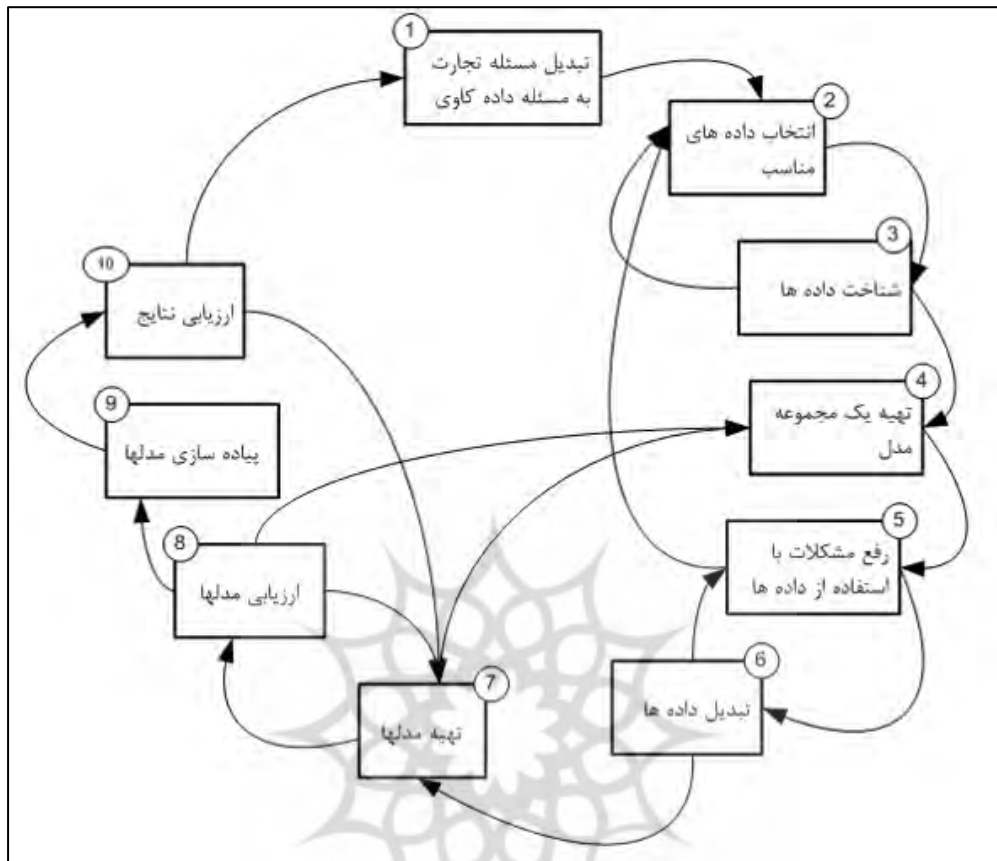 1
تبدیل مسئله تجارت
به مسئله داده کاوی
2
انتخاب داده های
مناسب
3
شناخت داده ها
4
تهیه یک مجموعه
مدل
5
رفع مشکلات با
استفاده از داده ها
6
تبدیل داده ها
7
تهیه مدلها
8
ارزیابی مدلها
9
پیاده سازی مدلها
10
ارزیابی نتایج